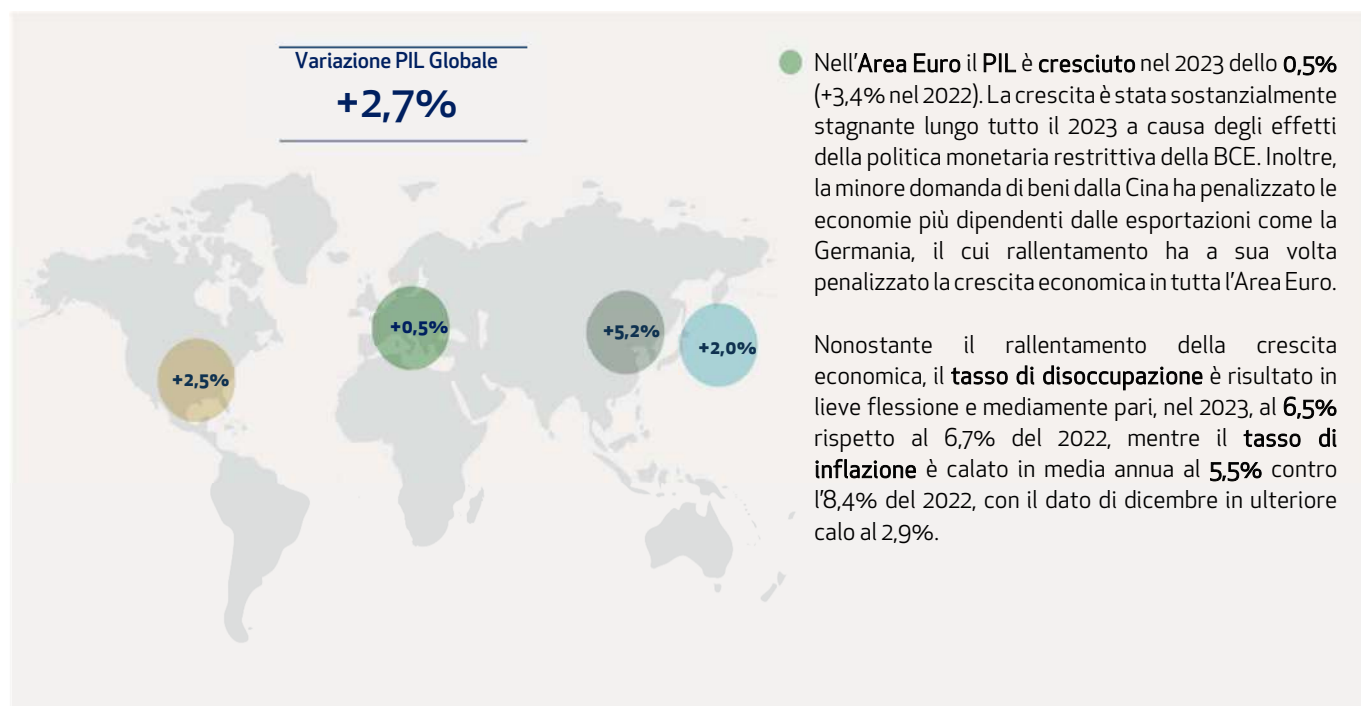 Variazione PIL Globale
+2,7%
+2,5%
+0,5%
+5,2%
+2,0%
Nell'Area Euro il PIL è cresciuto nel 2023 dello 0,5%
(+3,4% nel 2022). La crescita è stata sostanzialmente
stagnante lungo tutto il 2023 a causa degli effetti
della politica monetaria restrittiva della BCE. Inoltre,
la minore domanda di beni dalla Cina ha penalizzato le
economie più dipendenti dalle esportazioni come la
Germania, il cui rallentamento ha a sua volta
penalizzato la crescita economica in tutta l'Area Euro.
Nonostante il rallentamento della crescita
economica, il tasso di disoccupazione è risultato in
lieve flessione e mediamente pari, nel 2023, al 6,5%
rispetto al 6,7% del 2022, mentre il tasso di
inflazione è calato in media annua al 5,5% contro
l'8,4% del 2022, con il dato di dicembre in ulteriore
calo al 2,9%.